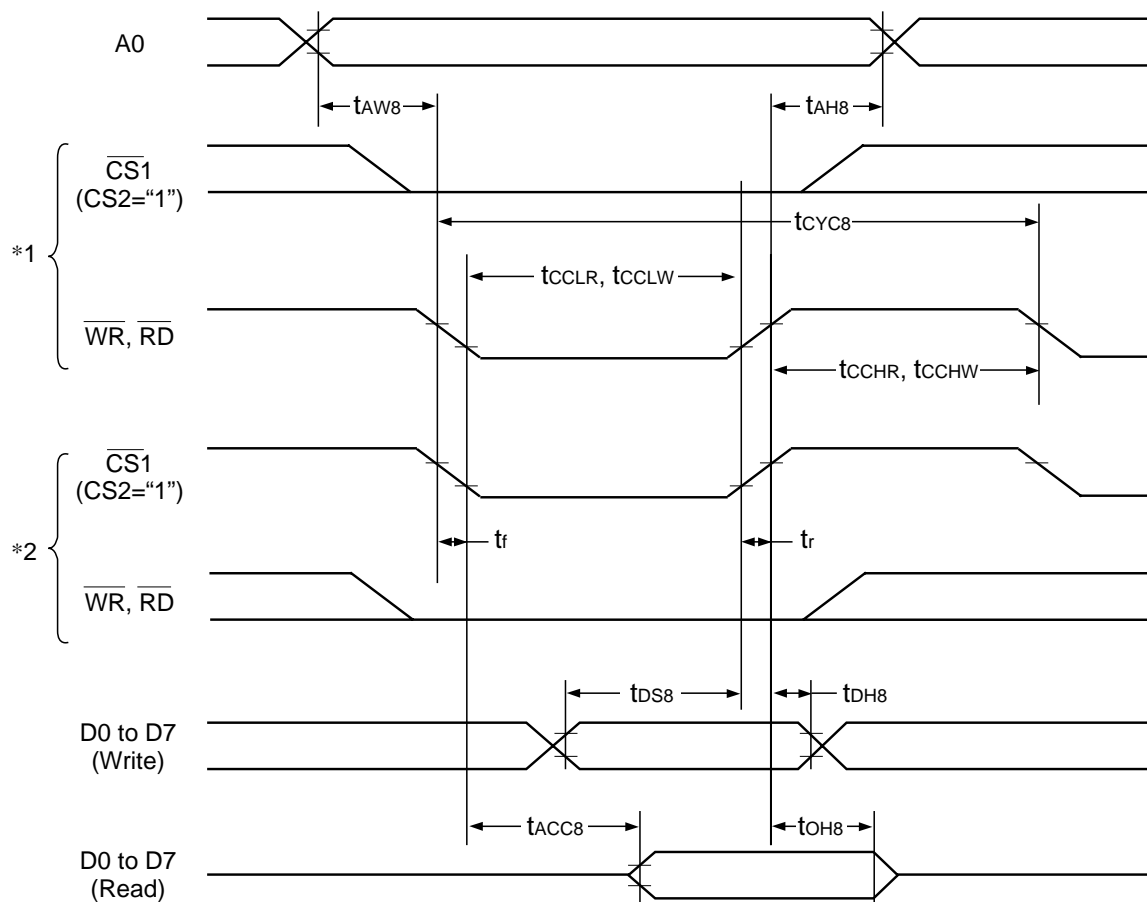 A0
tAW8
tAH8
CS1
(CS2=“1”)
tCYC8
*1
tCCLR, tCCLW
WR, RD
tCCHR, tCCHW
CS1
(CS2=“1”)
*2
tf
tr
WR, RD
tDS8
tDH8
D0 to D7
(Write)
tACC8
tOH8
D0 to D7
(Read)